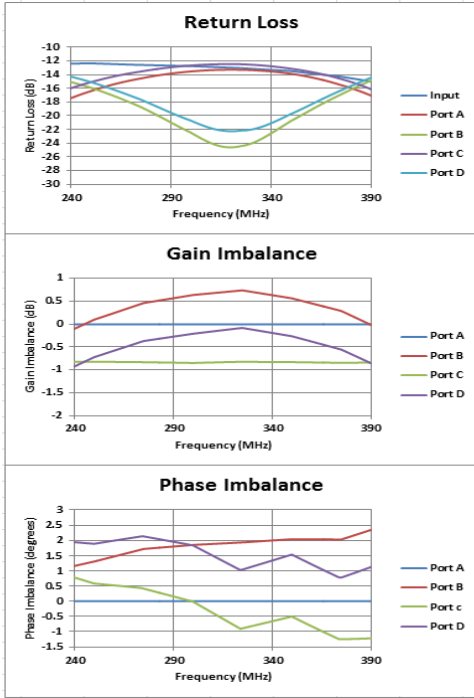 Return Loss
-10
-12
-14
-16
-18
-20
-22
-24
-26
-28
-30
Return Loss (dB)
240
290
340
390
Frequency (MHz)
Input
Port A
Port B
Port C
Port D
Gain Imbalance
1
0.5
0
-0.5
-1
-1.5
-2
Gain Imbalance (dB)
240
290
340
390
Frequency (MHz)
Port A
Port B
Port C
Port D
Phase Imbalance
3
2.5
2
1.5
1
0.5
0
-0.5
-1
-1.5
Phase Imbalance (degrees)
240
290
340
390
Frequency (MHz)
Port A
Port B
Port c
Port D